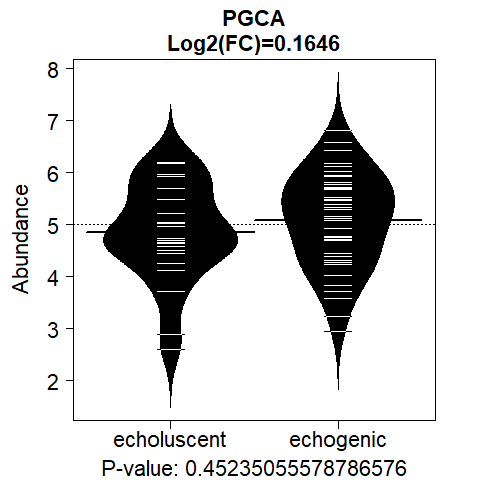 PGCA
Log2(FC)=0.1646
8
7
6
5
4
3
2
Abundance
echoluscent echogenic
P-value: 0.45235055578786576